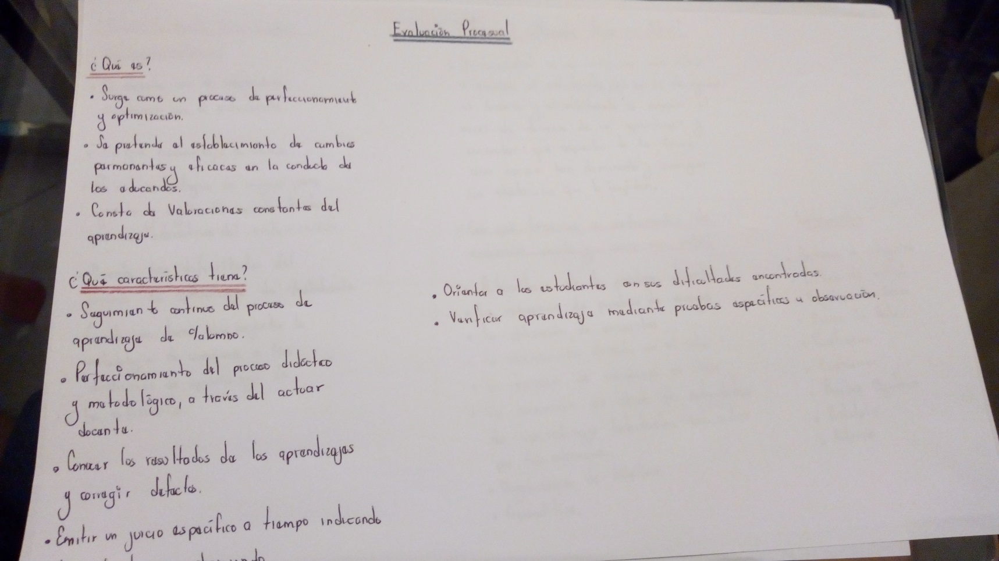 Evaluación Procesual
¿Qué es?
• Surge como un proceso de perfeccionamiento
y optimización.
• Se pretende el establecimiento de cambios
permanentes y eficaces en la conducta de
los educandos.
• Consta de Valoraciones constantes del
aprendizaje.
¿Qué características tiene?
• Seguimiento continuo del proceso de
aprendizaje de c/alumno.
• Perfeccionamiento del proceso didáctico
y metodológico, a través del actuar
docente.
• Conocer los resultados de los aprendizajes
y corregir defectos.
• Emitir un juicio específico a tiempo indicando
• Orientar a los estudiantes en sus dificultades encontradas.
• Verificar aprendizaje mediante pruebas específicas u observación.